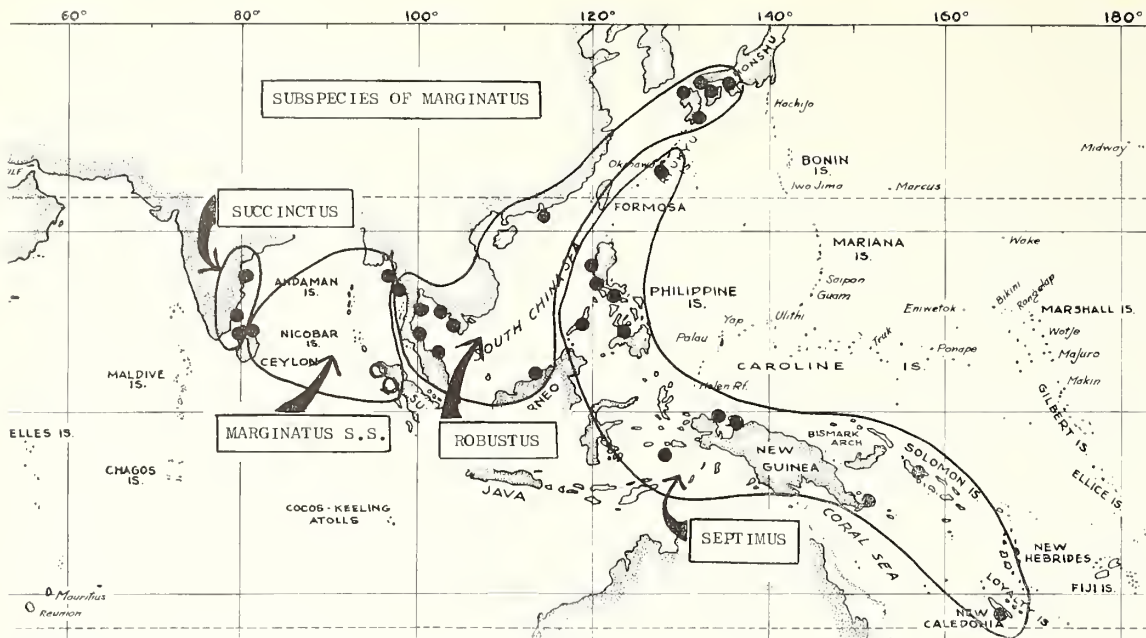 60° 80° 100° 120° 140° 160° 180°
SUBSPECIES OF MARGINATUS
HONSHU
Hachijo
Midway
Okinawa
RYUKYU
IS
BONIN
IS.
Iwo Jima
Marcus
SUCCINCTUS
FORMOSA
MARIANA
IS.
Wake
Saipan
Guam
ANDAMAN
IS.
SOUTH CHINA SEA
PHILIPPINE
IS.
Bikini
Rongelap
Eniwetok
MARSHALL IS.
Yap
Ulithi
Wotje
NICOBAR
IS.
Palau
Truk
Ponape
Majuro
CEYLON
MALDIVE
IS.
CAROLINE IS.
Makin
Helen Rf.
SU
RNEO
GILBERT IS.
MARGINATUS S.S.
ROBUSTUS
ELLES IS.
BISMARK
ARCH
NEW
GUINEA
SOLOMON IS
CHAGOS
IS.
JAVA
ELLICE IS.
COCOS-KEELING
ATOLLS
CORAL SEA
SEPTIMUS
NEW
HEBRIDES
FIJI IS.
LOYALTY IS
Mauritius
Reunion
NEW
CALEDONIA